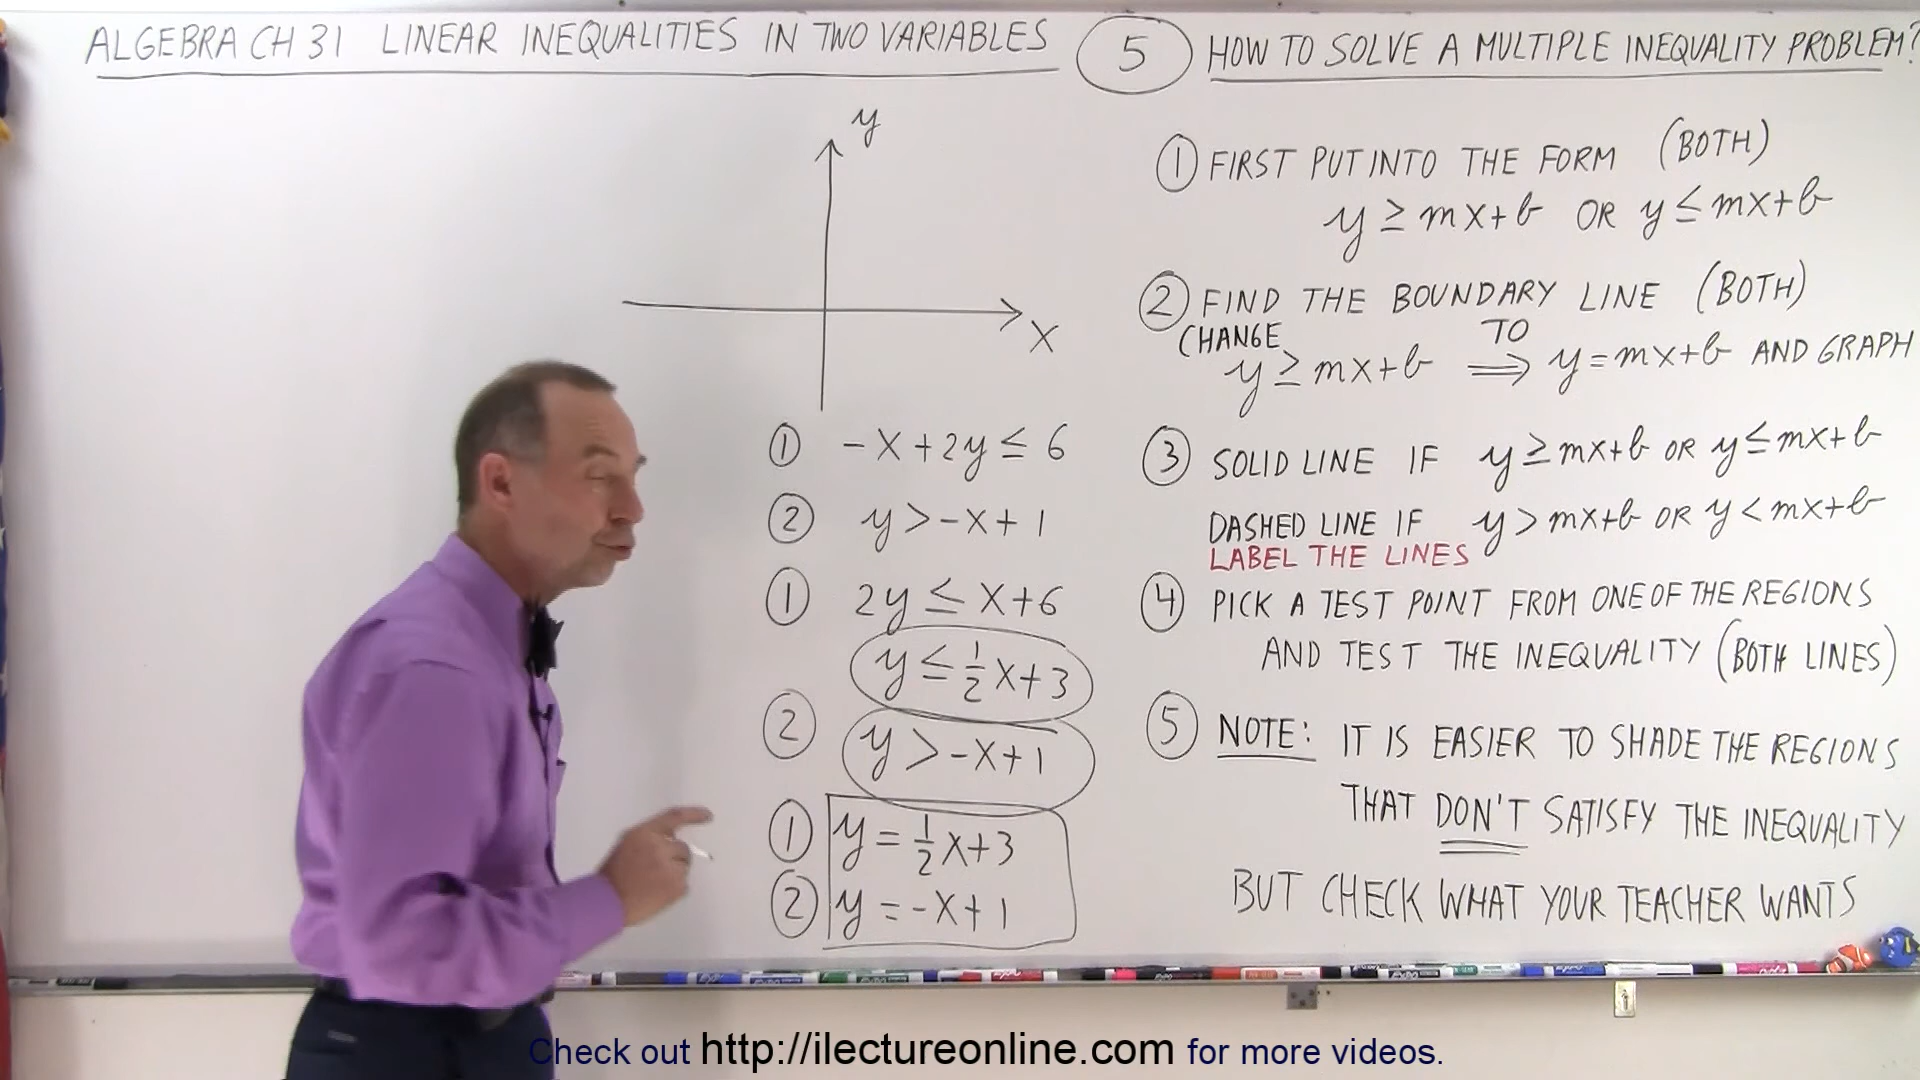 ALGEBRA CH 31 LINEAR INEQUALITIES IN TWO VARIABLES
5 HOW TO SOLVE A MULTIPLE INEQUALITY PROBLEM?
y
x
① -x+2y ≤ 6
② y > -x+1
① 2y ≤ x+6
y ≤ 1/2 x+3
② y > -x+1
① y = 1/2 x+3
② y = -x+1
① FIRST PUT INTO THE FORM (BOTH)
y ≥ mx+b OR y ≤ mx+b
② FIND THE BOUNDARY LINE (BOTH)
CHANGE TO
y ≥ mx+b ⟹ y = mx+b AND GRAPH
③ SOLID LINE IF y ≥ mx+b OR y ≤ mx+b
DASHED LINE IF y > mx+b OR y < mx+b
LABEL THE LINES
④ PICK A TEST POINT FROM ONE OF THE REGIONS
AND TEST THE INEQUALITY (BOTH LINES)
⑤ NOTE: IT IS EASIER TO SHADE THE REGIONS
THAT DON'T SATISFY THE INEQUALITY
BUT CHECK WHAT YOUR TEACHER WANTS
Check out http://ilectureonline.com for more videos.